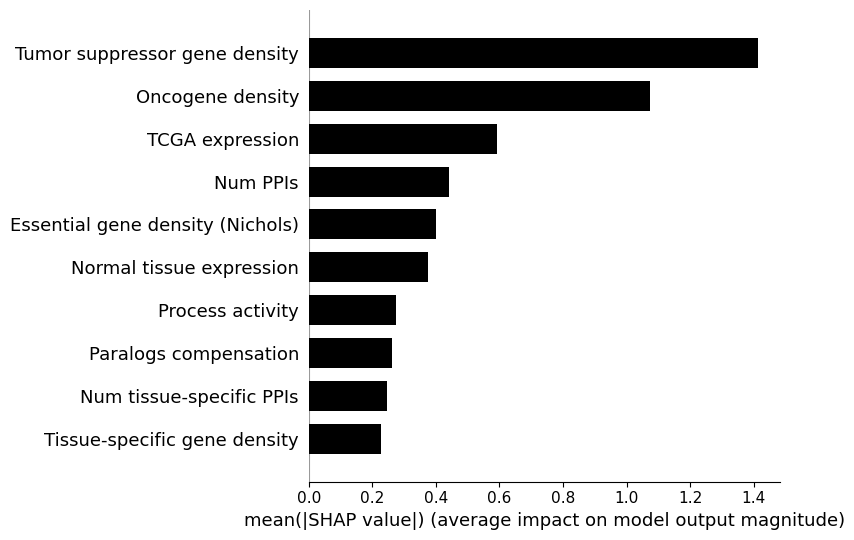 Tumor suppressor gene density
Oncogene density
TCGA expression
Num PPIs
Essential gene density (Nichols)
Normal tissue expression
Process activity
Paralogs compensation
Num tissue-specific PPIs
Tissue-specific gene density
0.0 0.2 0.4 0.6 0.8 1.0 1.2 1.4
mean(|SHAP value|) (average impact on model output magnitude)